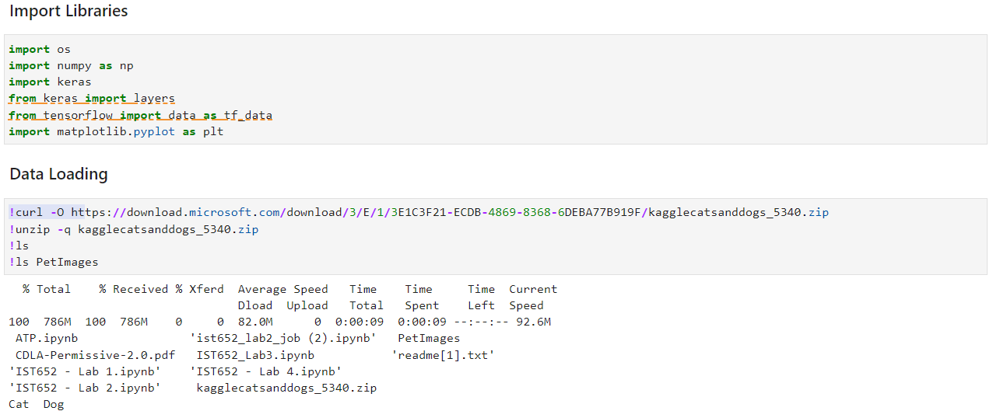 Import Libraries
import os
import numpy as np
import keras
from keras import layers
from tensorflow import data as tf_data
import matplotlib.pyplot as plt
Data Loading
!curl -O https://download.microsoft.com/download/3/E/1/3E1C3F21-ECDB-4869-8368-6DEBA77B919F/kagglecatsanddogs_5340.zip
!unzip -q kagglecatsanddogs_5340.zip
!ls
!ls PetImages
  % Total    % Received % Xferd  Average Speed   Time    Time     Time  Current
                                 Dload  Upload   Total   Spent    Left  Speed
100  786M  100  786M    0     0  82.0M      0  0:00:09  0:00:09 --:--:-- 92.6M
 ATP.ipynb                 'ist652_lab2_job (2).ipynb'   PetImages
 CDLA-Permissive-2.0.pdf   IST652_Lab3.ipynb            'readme[1].txt'
'IST652 - Lab 1.ipynb'    'IST652 - Lab 4.ipynb'
'IST652 - Lab 2.ipynb'     kagglecatsanddogs_5340.zip
Cat  Dog